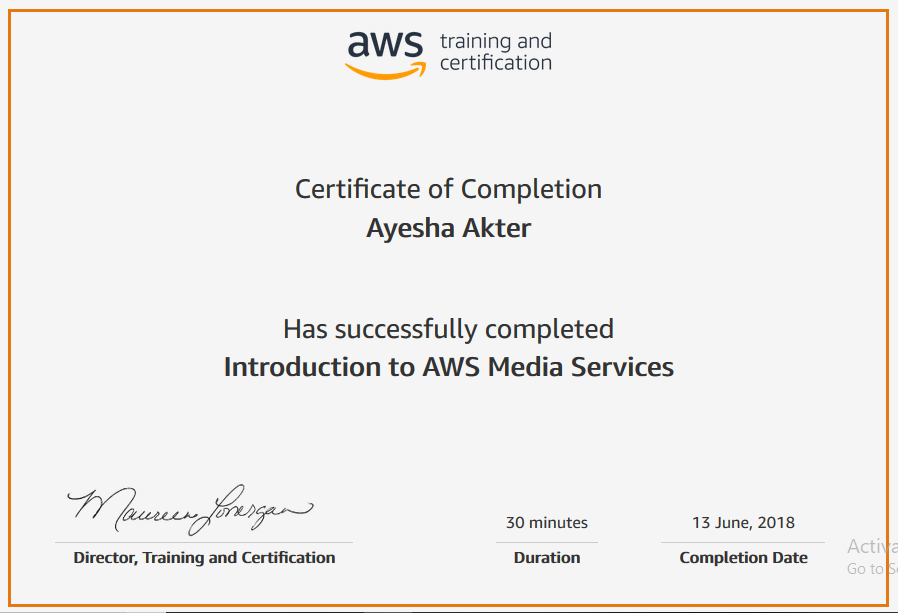 aws training and
certification
Certificate of Completion
Ayesha Akter
Has successfully completed
Introduction to AWS Media Services
Maureen Lonergan
Director, Training and Certification
30 minutes
Duration
13 June, 2018
Completion Date
Activa
Go to Se